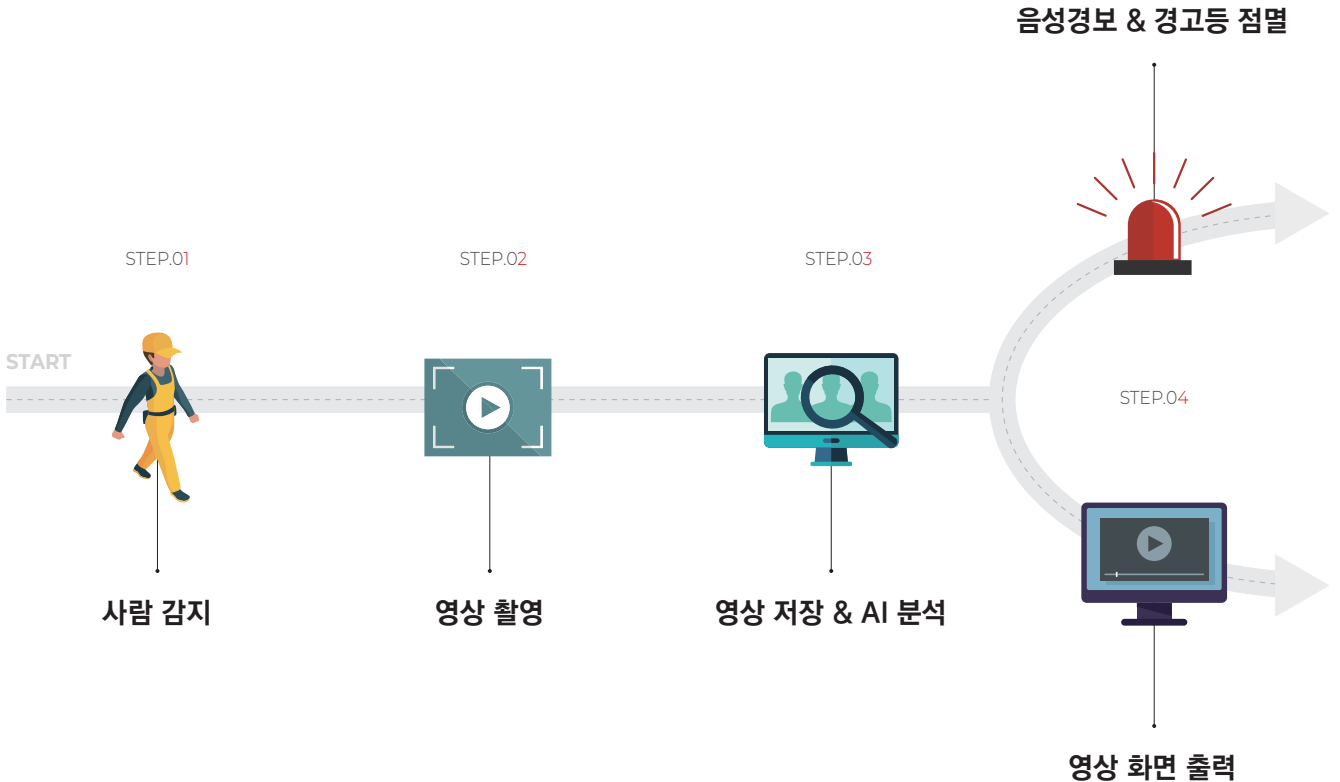 START
STEP.01
사람 감지
STEP.02
영상 촬영
STEP.03
영상 저장 & AI 분석
STEP.04
음성경보 & 경고등 점멸
영상 화면 출력